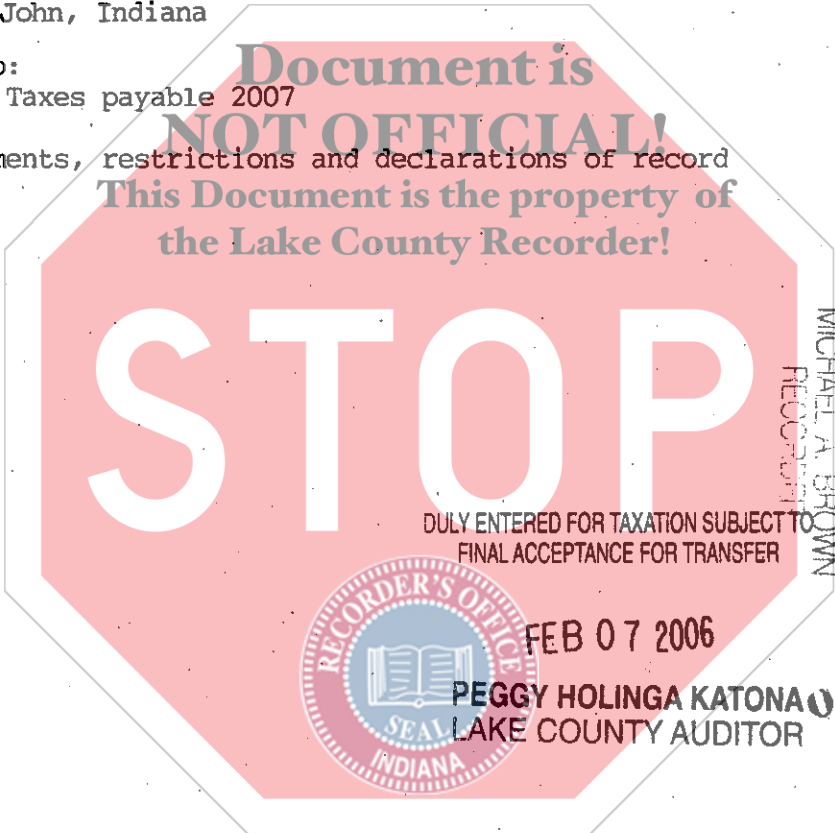 John, Indiana
Document is
o:
Taxes payable 2007
NOT OFFICIAL!
ents, restrictions and declarations of record
This Document is the property of
the Lake County Recorder!
STOP
MICHAEL A. BROWN
RECORDER
DULY ENTERED FOR TAXATION SUBJECT TO
FINAL ACCEPTANCE FOR TRANSFER
RECORDER'S OFFICE
FEB 07 2006
PEGGY HOLINGA KATONA
SEAL
LAKE COUNTY AUDITOR
INDIANA